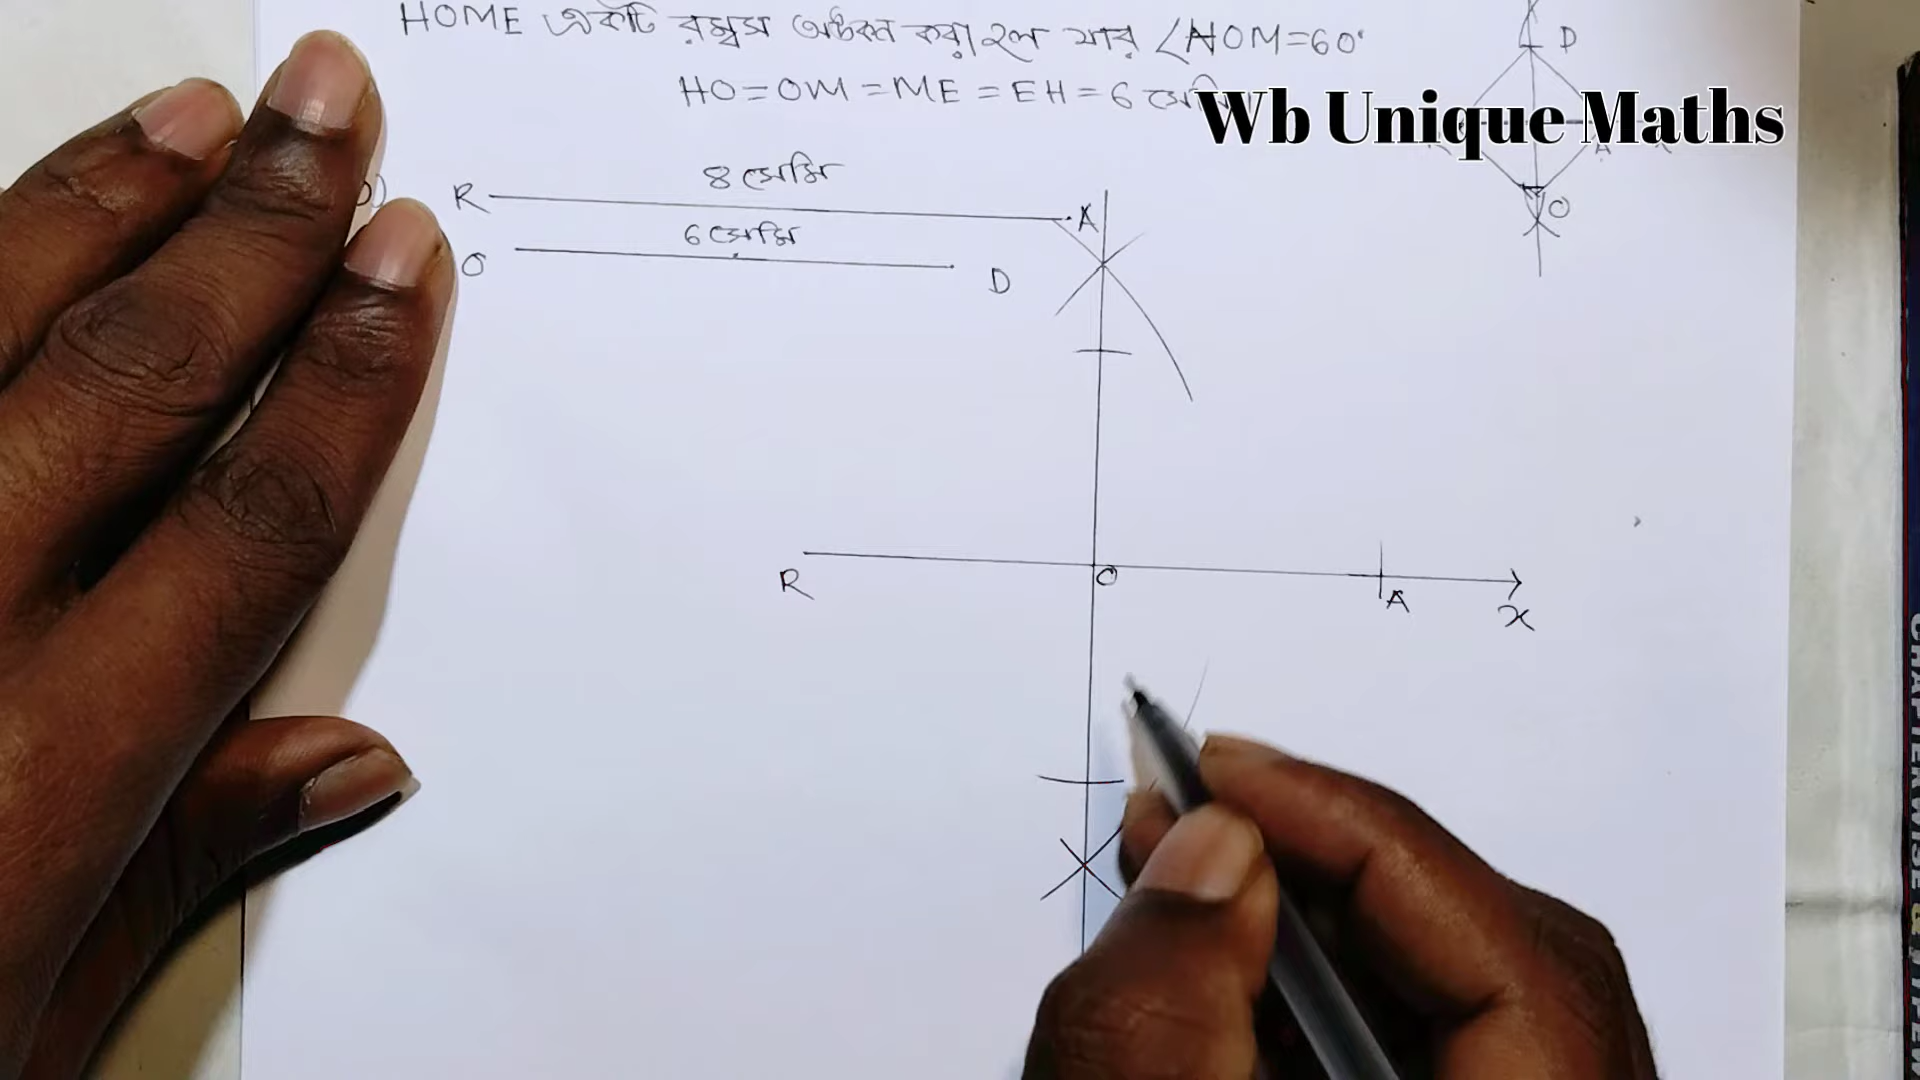 HOME একটি রম্বস অঙ্কন করা হল যার ∠HOM=60°
HO=OM=ME=EH=6 সেমি
Wb Unique Maths
D
O
A
8 সেমি
R A
6 সেমি
O D
R O A x
CHAPTERWISE &